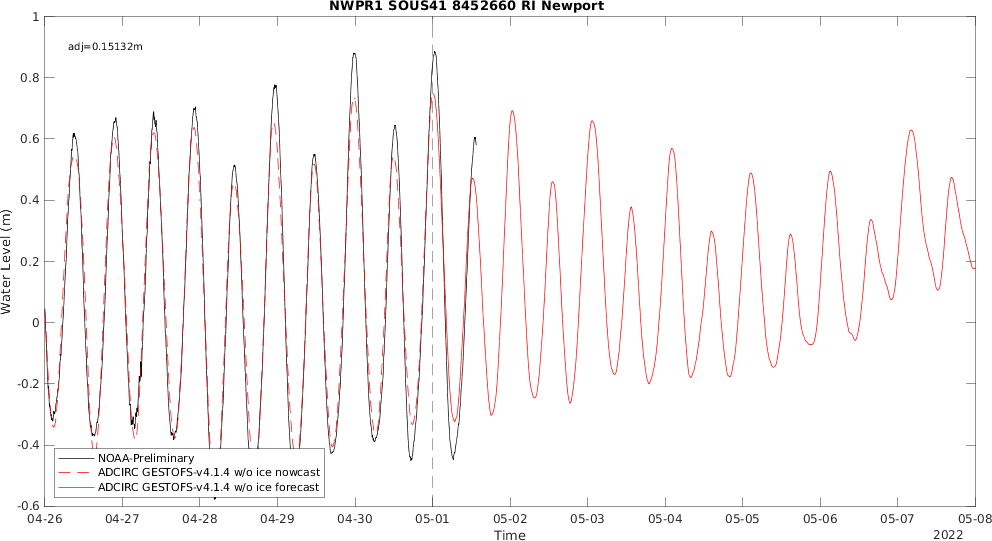 NWPR1 SOUS41 8452660 RI Newport
adj=0.15132m
Water Level (m)
1
0.8
0.6
0.4
0.2
0
-0.2
-0.4
-0.6
NOAA-Preliminary
ADCIRC GESTOFS-v4.1.4 w/o ice nowcast
ADCIRC GESTOFS-v4.1.4 w/o ice forecast
04-26 04-27 04-28 04-29 04-30 05-01 05-02 05-03 05-04 05-05 05-06 05-07 05-08
Time
2022